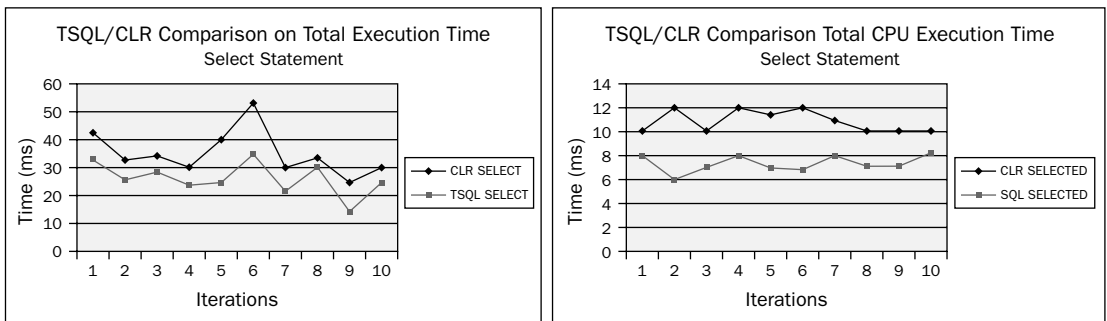 TSQL/CLR Comparison on Total Execution Time
Select Statement
60
50
40
30
20
10
0
Time (ms)
1 2 3 4 5 6 7 8 9 10
Iterations
CLR SELECT
TSQL SELECT
TSQL/CLR Comparison Total CPU Execution Time
Select Statement
14
12
10
8
6
4
2
0
Time (ms)
1 2 3 4 5 6 7 8 9 10
Iterations
CLR SELECTED
SQL SELECTED